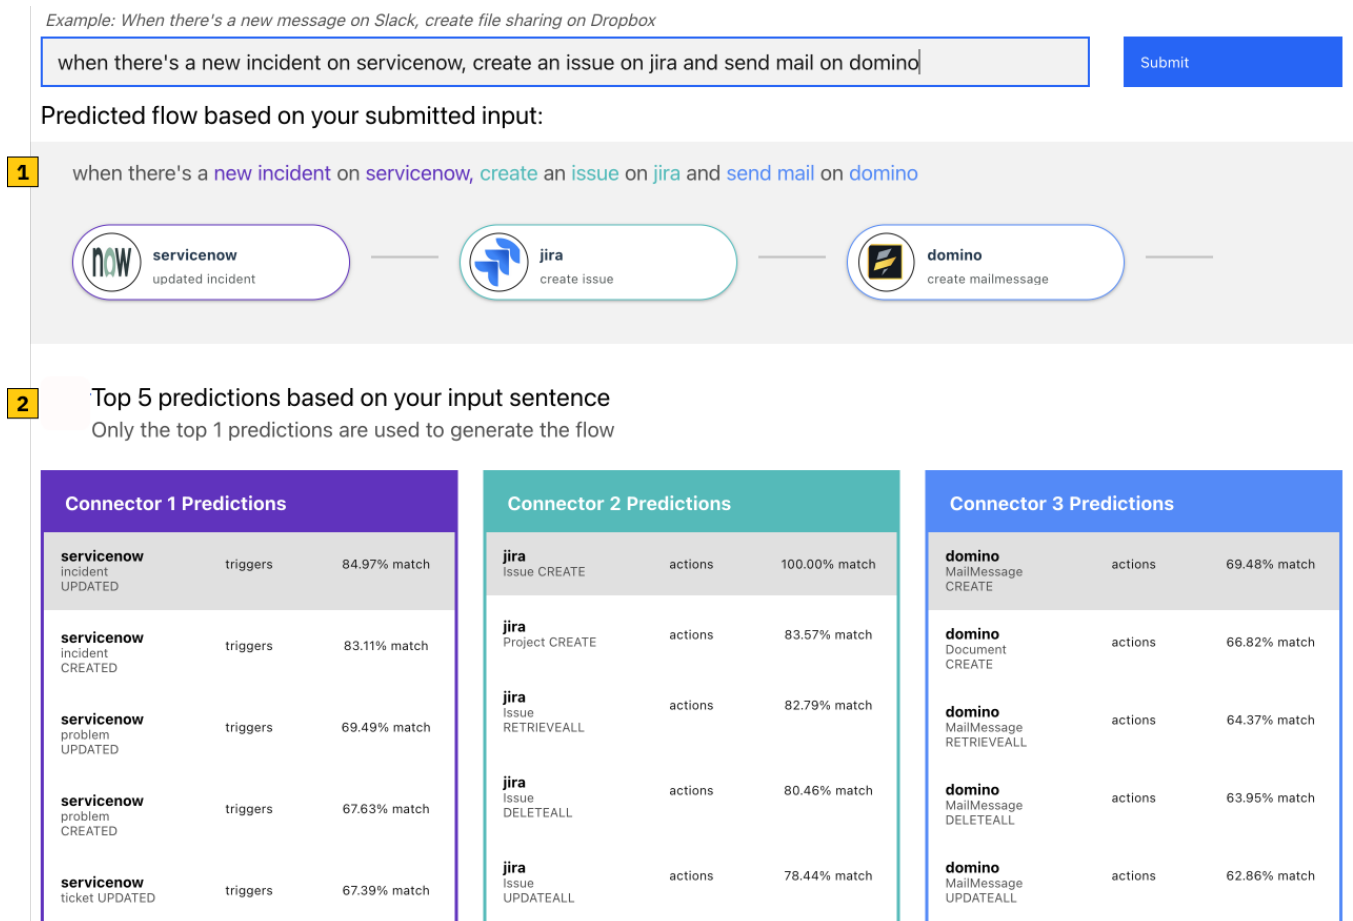 Example: When there's a new message on Slack, create file sharing on Dropbox
when there's a new incident on servicenow, create an issue on jira and send mail on domino
Submit
Predicted flow based on your submitted input:
1
when there's a new incident on servicenow, create an issue on jira and send mail on domino
now
servicenow
updated incident
jira
create issue
domino
create mailmessage
2
Top 5 predictions based on your input sentence
Only the top 1 predictions are used to generate the flow
Connector 1 Predictions
servicenow
incident
UPDATED
triggers
84.97% match
servicenow
incident
CREATED
triggers
83.11% match
servicenow
problem
UPDATED
triggers
69.49% match
servicenow
problem
CREATED
triggers
67.63% match
servicenow
ticket UPDATED
triggers
67.39% match
Connector 2 Predictions
jira
Issue CREATE
actions
100.00% match
jira
Project CREATE
actions
83.57% match
jira
Issue
RETRIEVEALL
actions
82.79% match
jira
Issue
DELETEALL
actions
80.46% match
jira
Issue
UPDATEALL
actions
78.44% match
Connector 3 Predictions
domino
MailMessage
CREATE
actions
69.48% match
domino
Document
CREATE
actions
66.82% match
domino
MailMessage
RETRIEVEALL
actions
64.37% match
domino
MailMessage
DELETEALL
actions
63.95% match
domino
MailMessage
UPDATEALL
actions
62.86% match